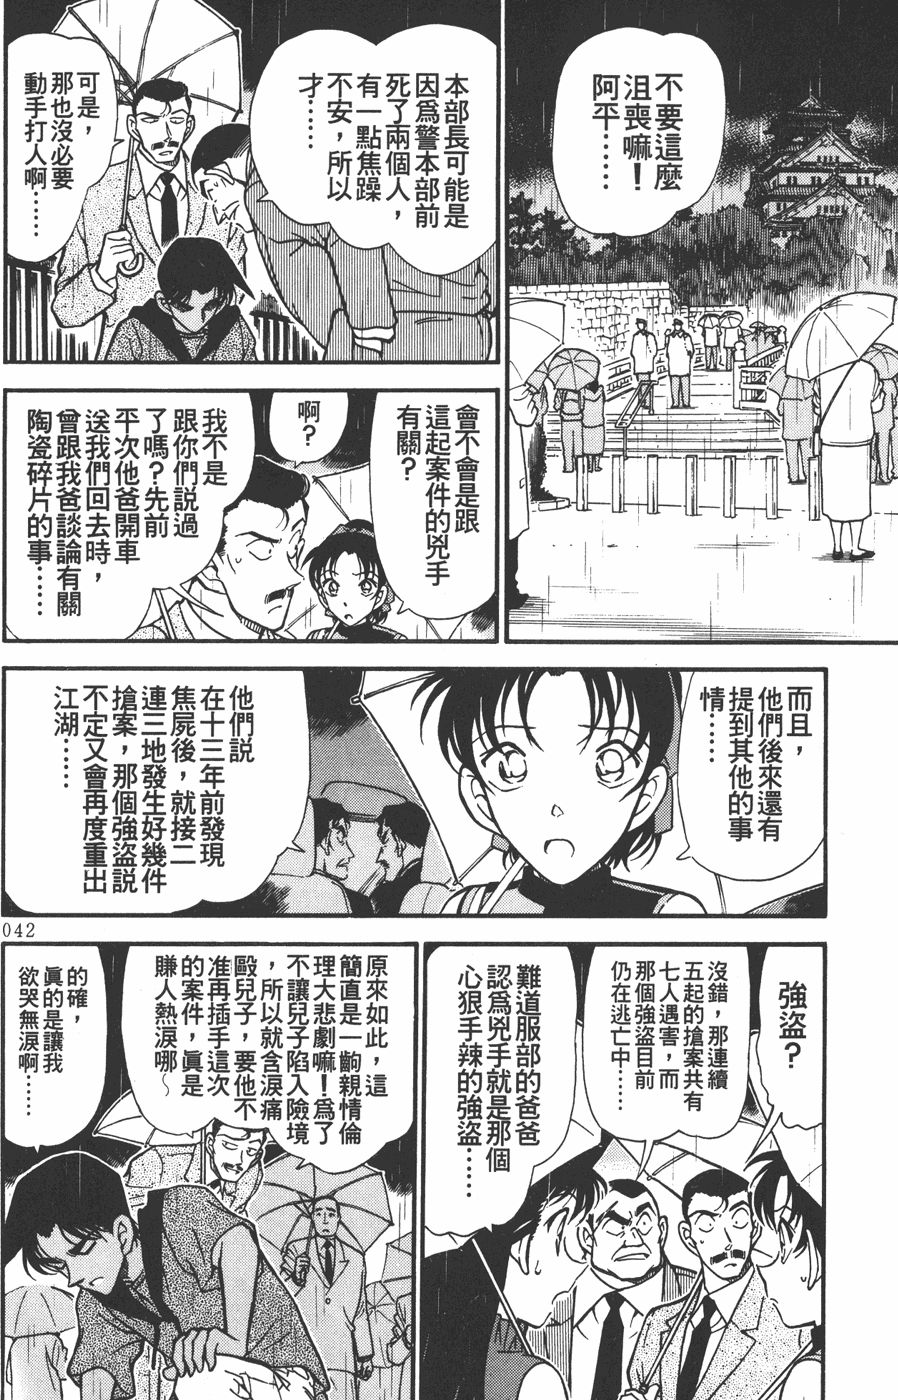 不要這麼
沮喪嘛！
阿平……
本部長可能是
因爲警本部前
死了兩個人，
有一點焦躁
不安，所以
才……
可是，
那也沒必要
動手打人啊……
會不會是跟
這起案件的兇手
有關？
啊？
我不是
跟你們説過
了嗎？先前
平次他爸開車
送我們回去時，
曾跟我爸談論有關
陶瓷碎片的事……
而且，
他們後來還有
提到其他的事
情……
他們説
在十三年前發現
焦屍後，就接二
連三地發生好幾件
搶案，那個強盜説
不定又會再度重出
江湖……
強盜？
沒錯，那連續
五起的搶案共有
七人遇害，而
那個強盜目前
仍在逃亡中……
難道服部的爸爸
認爲兇手就是那個
心狠手辣的強盜……
原來如此，這
簡直是一齣親情倫
理大悲劇嘛！爲了
不讓兒子陷入險境
，所以就含淚痛
毆兒子，要他不
准再插手這次
的案件，眞是
賺人熱淚哪～
的確，
眞的是讓我
欲哭無淚啊……
042